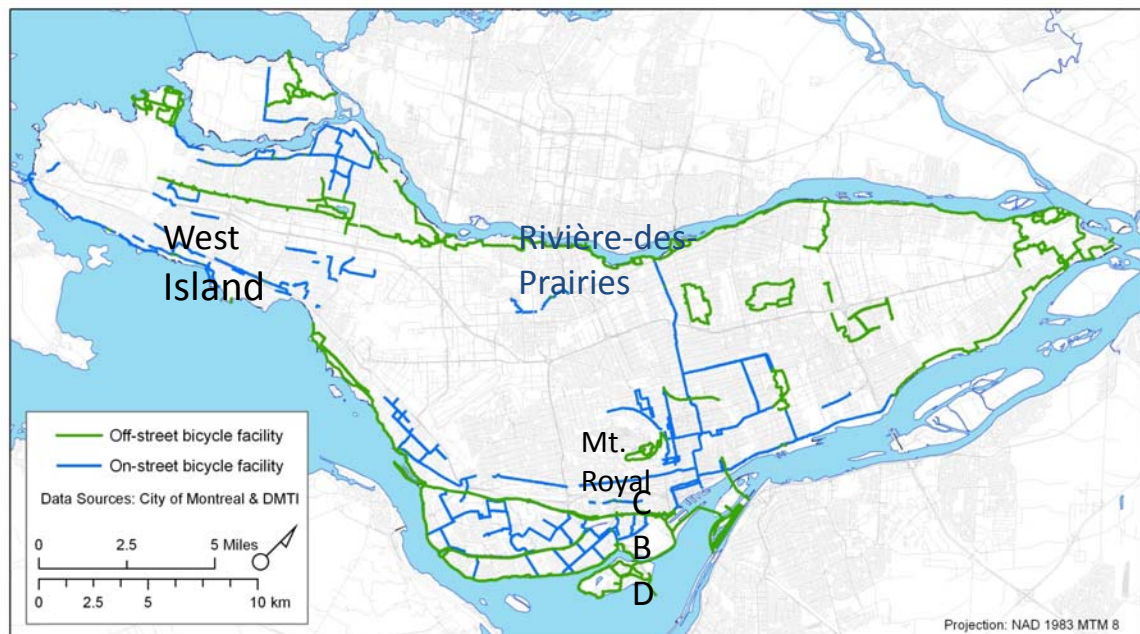 West
Island
Rivière-des-
Prairies
Mt.
Royal
C
B
D
Off-street bicycle facility
On-street bicycle facility
Data Sources: City of Montreal & DMTI
0 2.5 5 Miles
0 2.5 5 10 km
Projection: NAD 1983 MTM 8